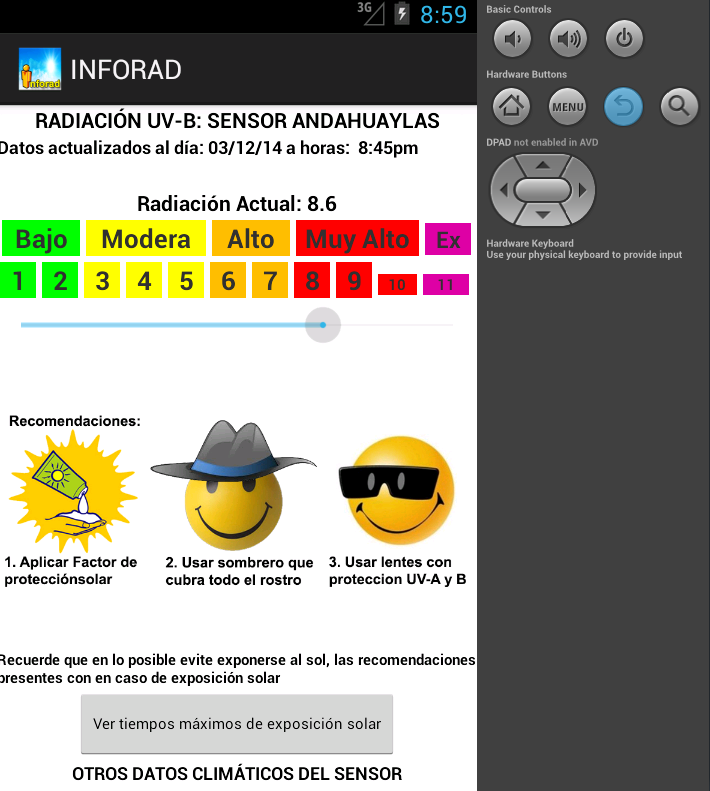 3G 8:59
Inforad INFORAD
RADIACIÓN UV-B: SENSOR ANDAHUAYLAS
Datos actualizados al día: 03/12/14 a horas: 8:45pm
Radiación Actual: 8.6
Bajo Modera Alto Muy Alto Ex
1 2 3 4 5 6 7 8 9 10 11
Recomendaciones:
1. Aplicar Factor de
protecciónsolar
2. Usar sombrero que
cubra todo el rostro
3. Usar lentes con
proteccion UV-A y B
Recuerde que en lo posible evite exponerse al sol, las recomendaciones
presentes con en caso de exposición solar
Ver tiempos máximos de exposición solar
OTROS DATOS CLIMÁTICOS DEL SENSOR
Basic Controls
Hardware Buttons
MENU
DPAD not enabled in AVD
Hardware Keyboard
Use your physical keyboard to provide input